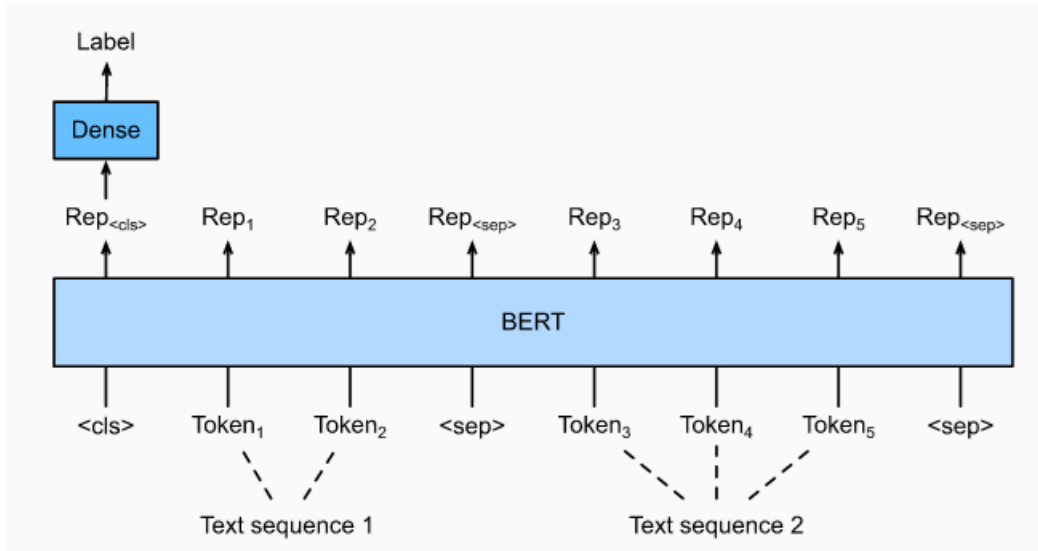 Label
Dense
Rep<cls> Rep1 Rep2 Rep<sep> Rep3 Rep4 Rep5 Rep<sep>
BERT
<cls> Token1 Token2 <sep> Token3 Token4 Token5 <sep>
Text sequence 1 Text sequence 2